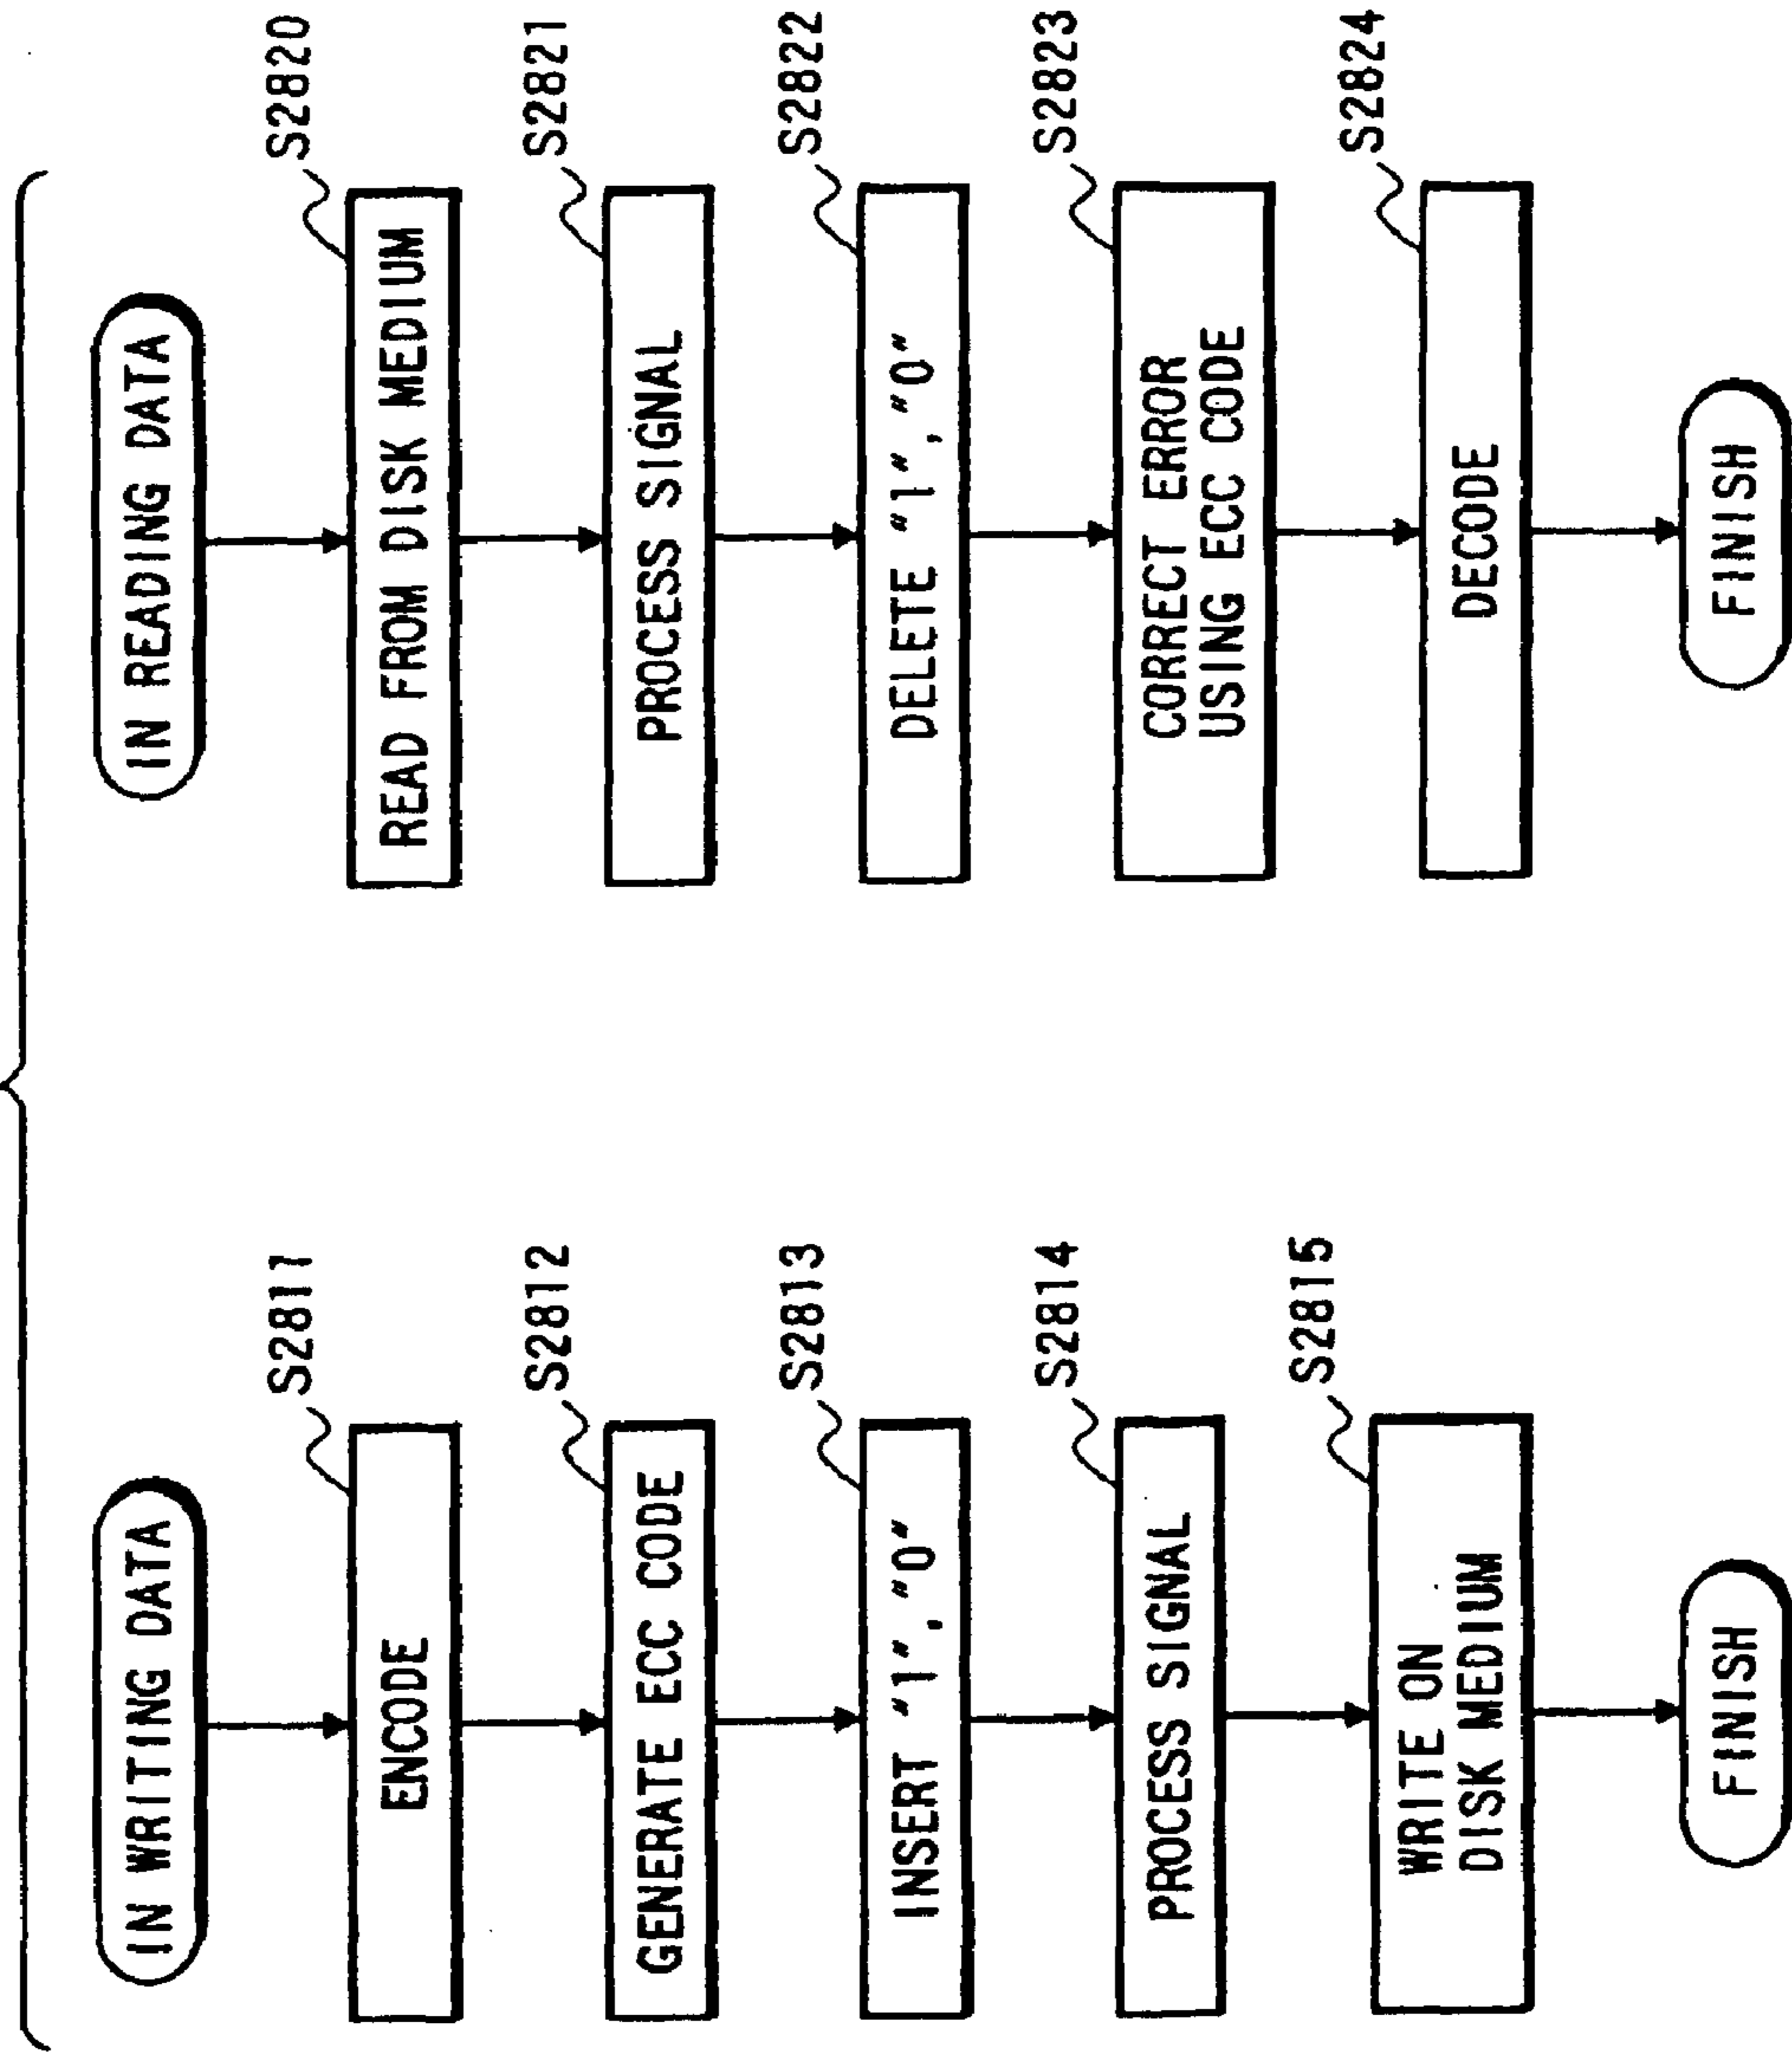 IN WRITING DATA
S2811
ENCODE
S2812
GENERATE ECC CODE
S2813
INSERT "1","0"
S2814
PROCESS SIGNAL
S2815
WRITE ON
DISK MEDIUM
FINISH
IN READING DATA
S2820
READ FROM DISK MEDIUM
S2821
PROCESS SIGNAL
S2822
DELETE "1","0"
S2823
CORRECT ERROR
USING ECC CODE
S2824
DECODE
FINISH